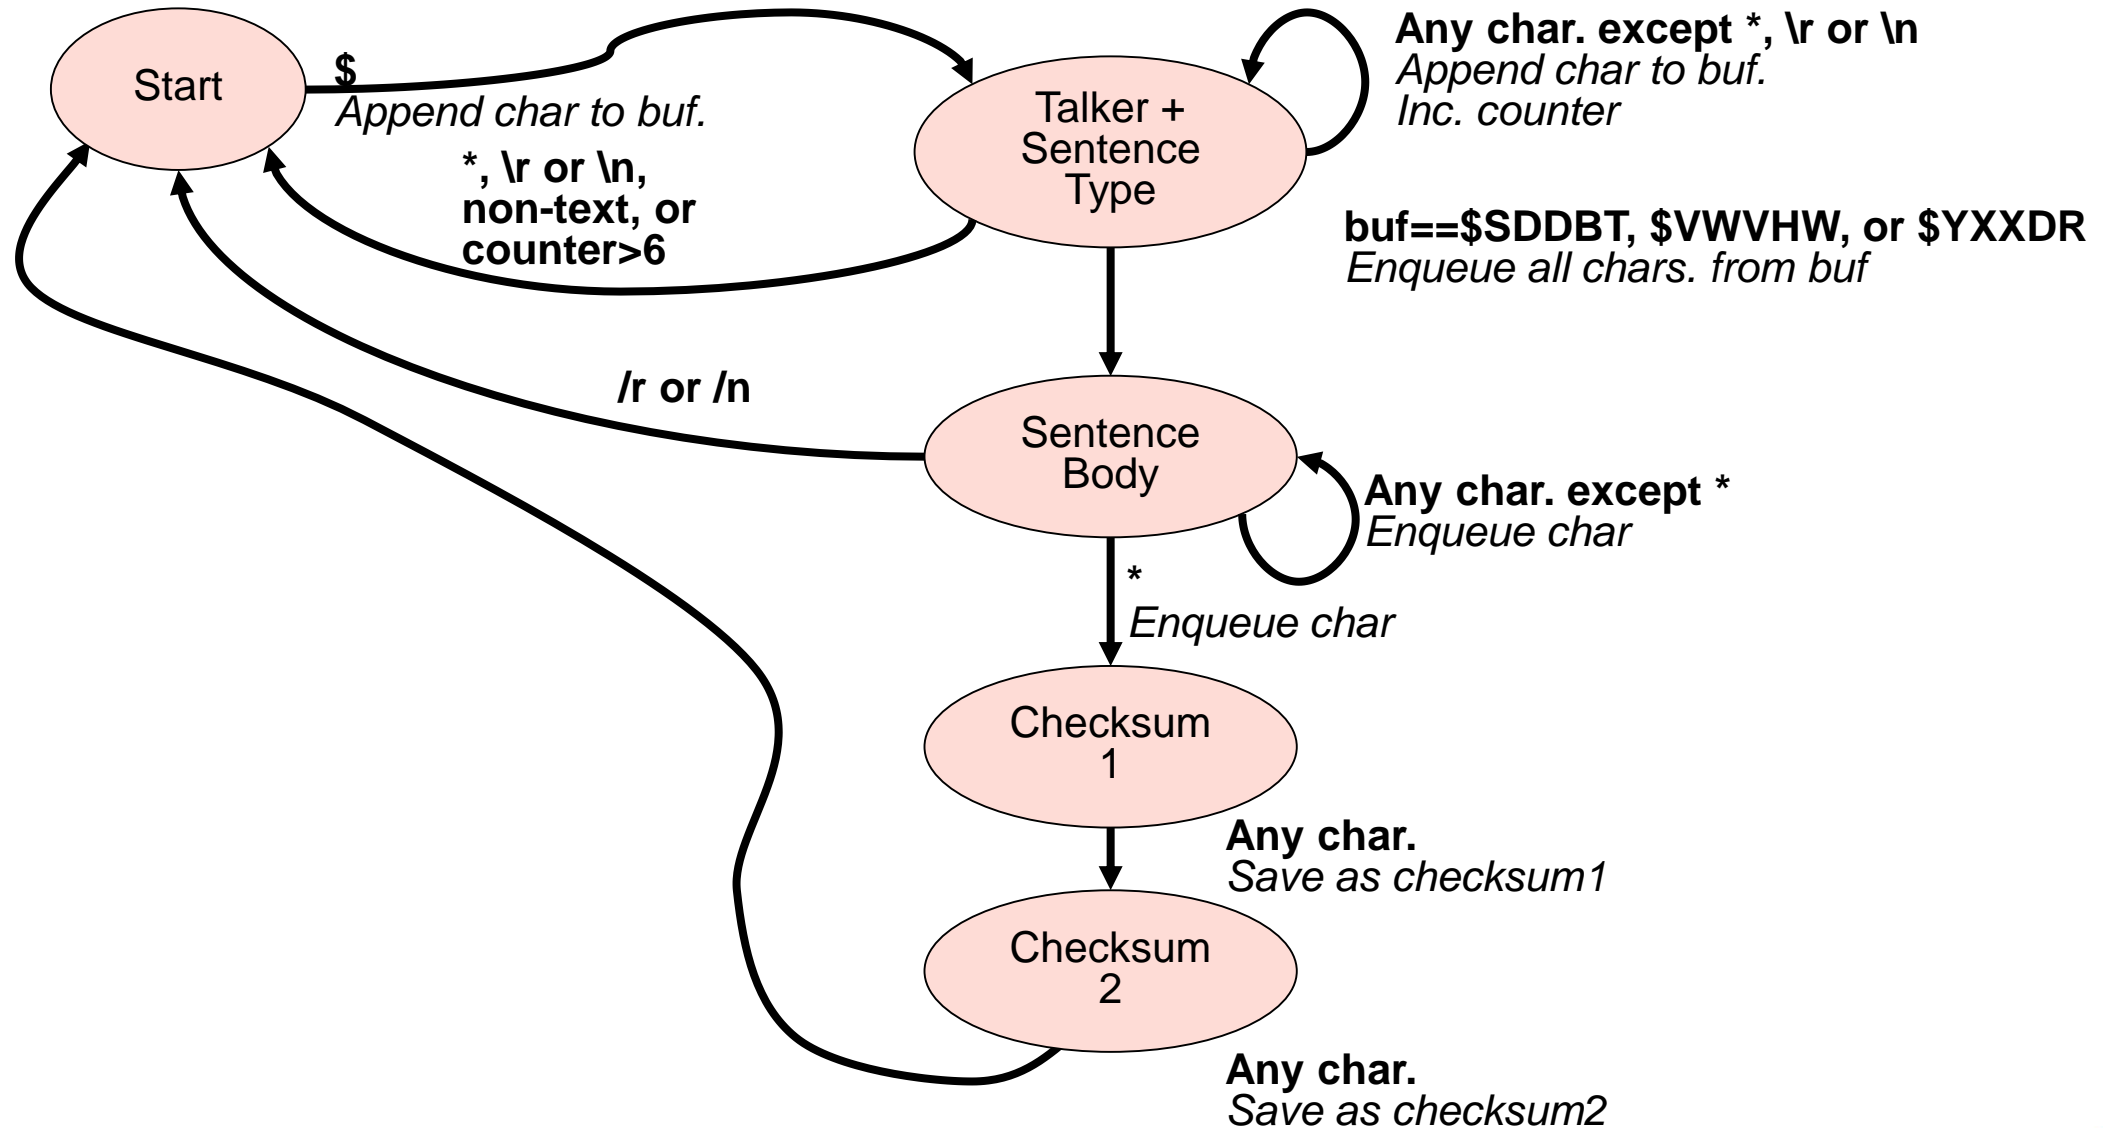 Start
$
Append char to buf.
Talker +
Sentence
Type
Any char. except *, \r or \n
Append char to buf.
Inc. counter
*, \r or \n,
non-text, or
counter>6
buf==$SDDBT, $VWVHW, or $YXXDR
Enqueue all chars. from buf
/r or /n
Sentence
Body
Any char. except *
Enqueue char
*
Enqueue char
Checksum
1
Any char.
Save as checksum1
Checksum
2
Any char.
Save as checksum2